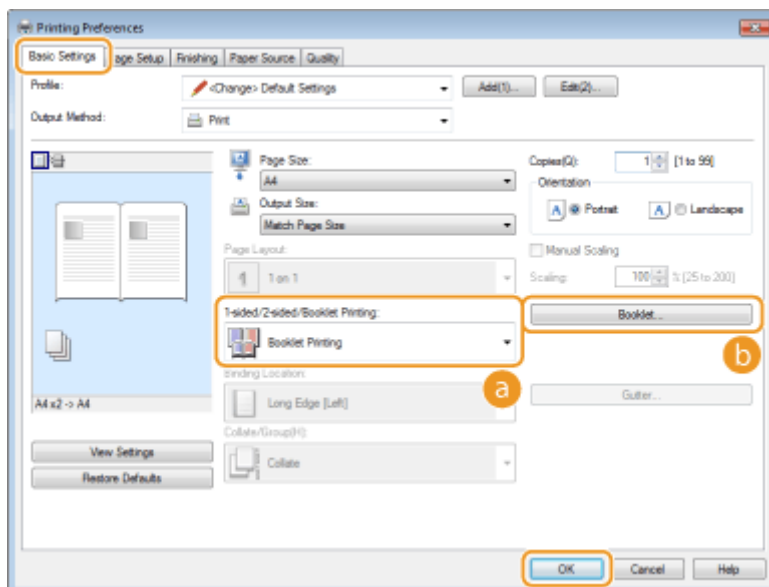 Printing Preferences
Basic Settings Page Setup Finishing Paper Source Quality
Profile: <Change> Default Settings Add(1)... Edit(2)...
Output Method: Print
Page Size: Copies(Q): 1 [1 to 99]
A4 Orientation
Output Size: A Portrait A Landscape
Match Page Size
Page Layout: Manual Scaling
1 1 on 1 Scaling: 100 % [25 to 200]
1-sided/2-sided/Booklet Printing: Booklet...
Booklet Printing
a b
Binding Location:
Long Edge [Left] Gutter...
A4 x2 -> A4
Collate/Group(H):
View Settings Collate
Restore Defaults
OK Cancel Help